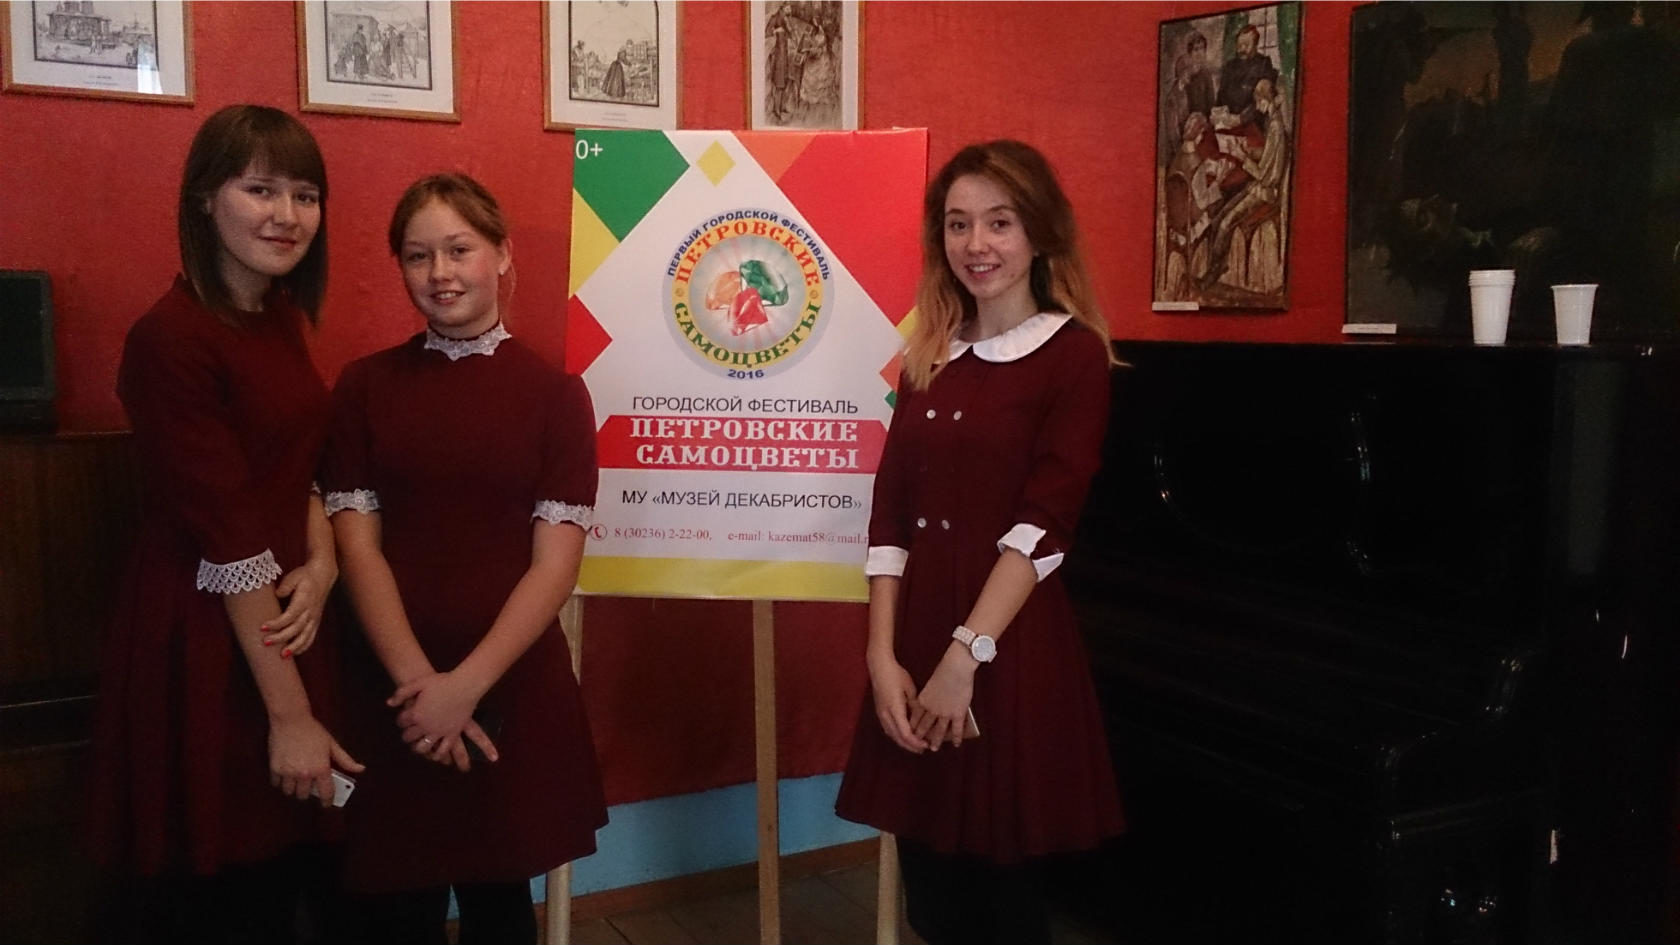 0+
ПЕРВЫЙ ГОРОДСКОЙ ФЕСТИВАЛЬ
ПЕТРОВСКИЕ
САМОЦВЕТЫ
2016
ГОРОДСКОЙ ФЕСТИВАЛЬ
ПЕТРОВСКИЕ
САМОЦВЕТЫ
МУ «МУЗЕЙ ДЕКАБРИСТОВ»
8 (30236) 2-22-00, e-mail: kazemat58@mail.r